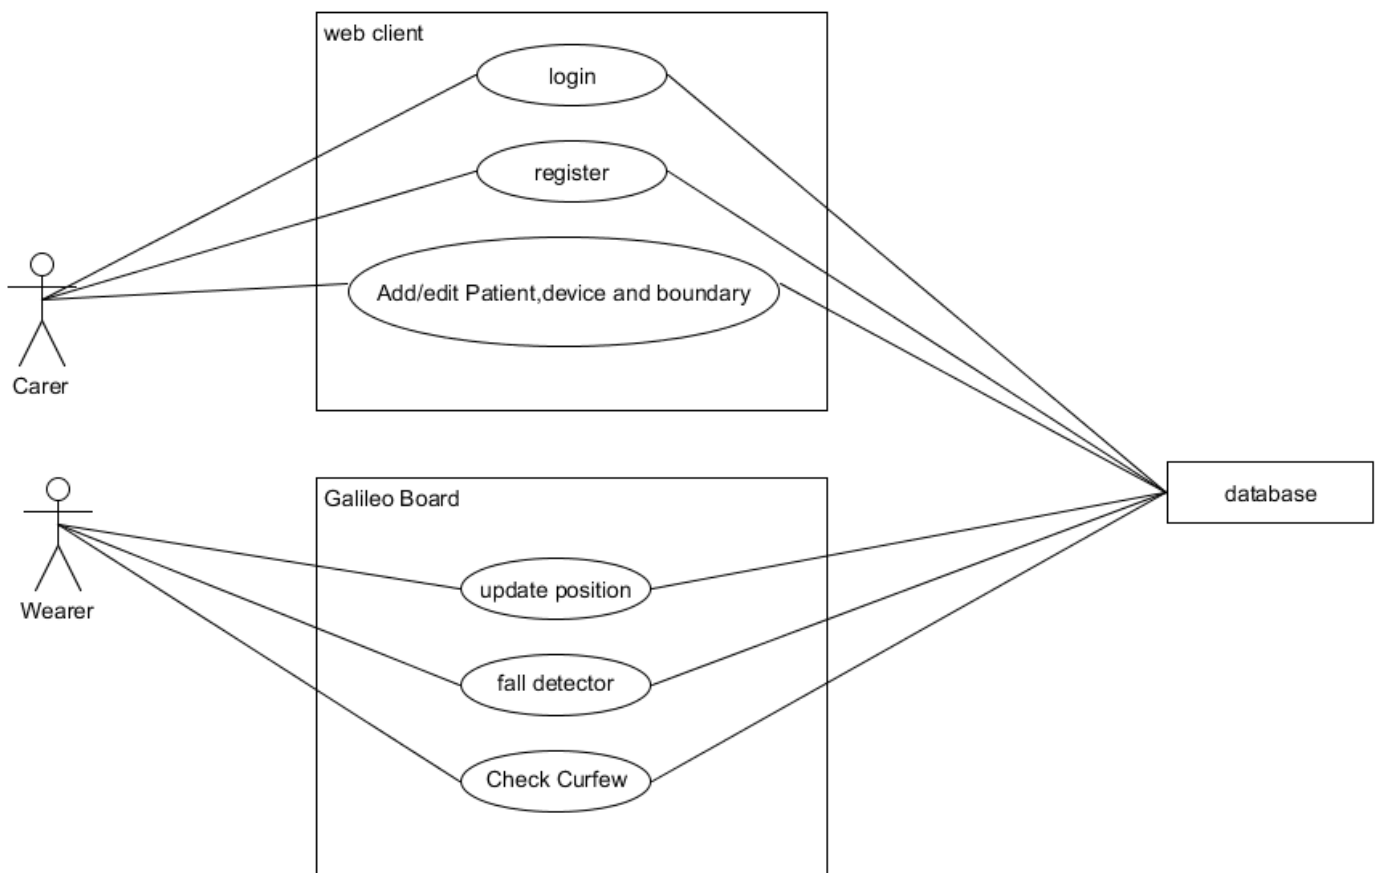 web client
login
register
Add/edit Patient,device and boundary
Carer
Galileo Board
database
update position
Wearer
fall detector
Check Curfew